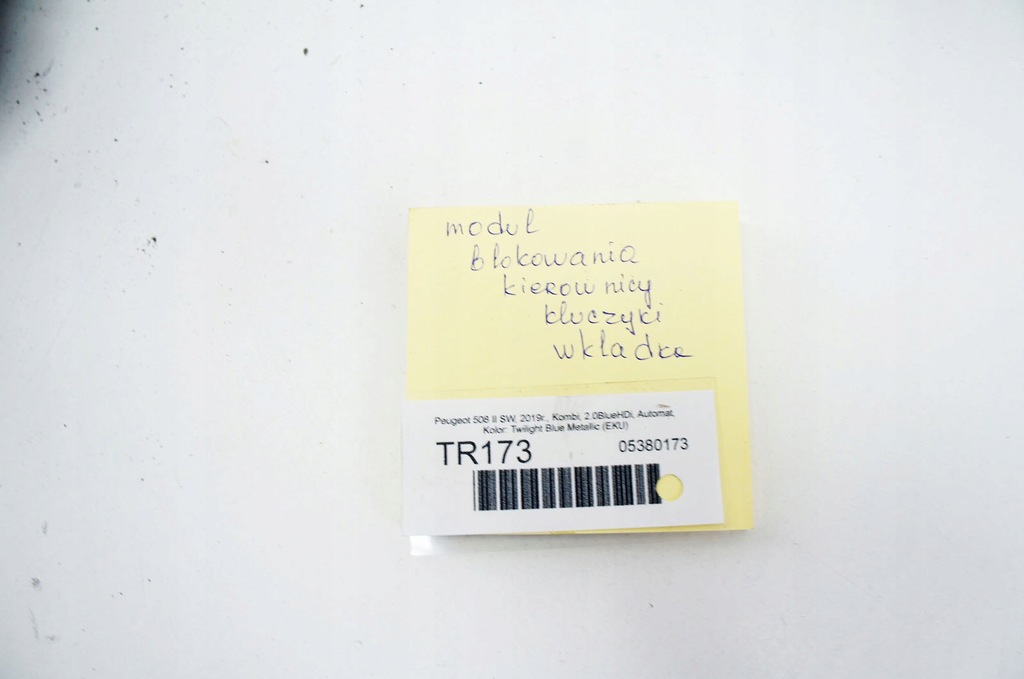 moduł
blokowania
kierownicy
kluczyki
wkładka
Peugeot 508 II SW, 2019r., Kombi, 2.0BlueHDi, Automat,
Kolor: Twilight Blue Metallic (EKU)
TR173 05380173